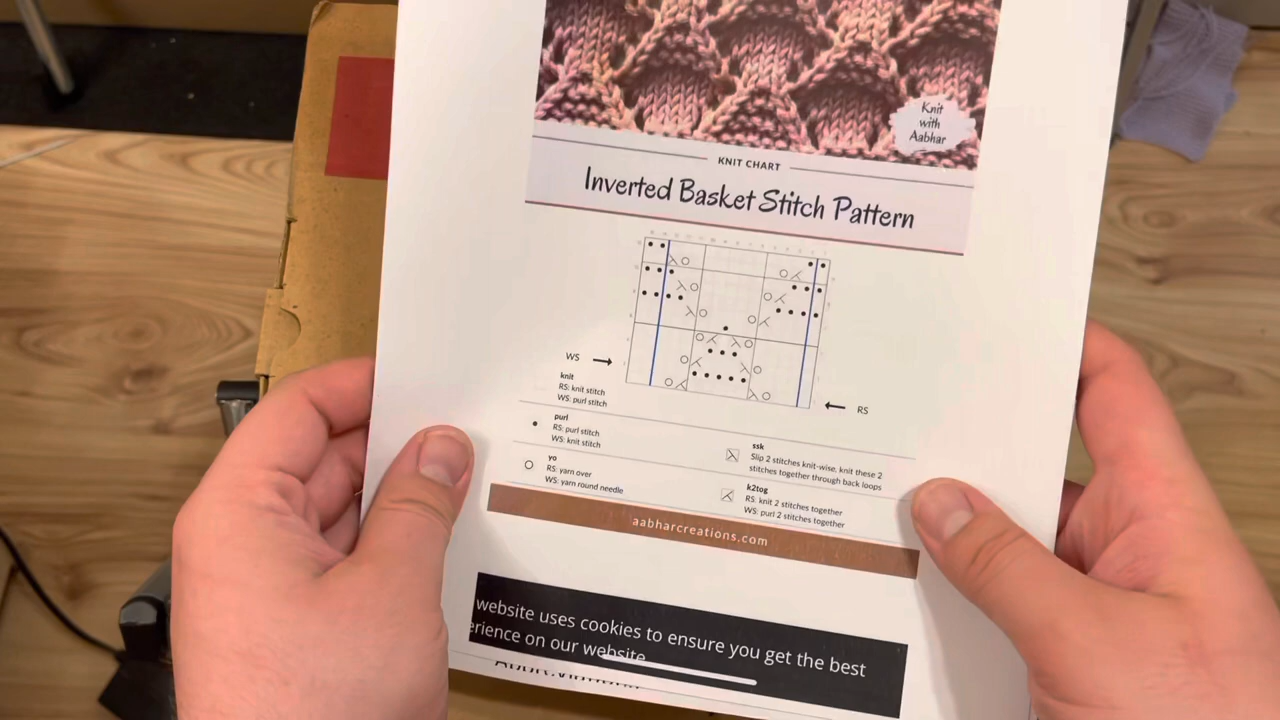 Knit
with
Aabhar
KNIT CHART
Inverted Basket Stitch Pattern
WS
RS
knit
RS: knit stitch
WS: purl stitch
purl
RS: purl stitch
WS: knit stitch
yo
RS: yarn over
WS: yarn round needle
ssk
Slip 2 stitches knit-wise, knit these 2
stitches together through back loops
k2tog
RS: knit 2 stitches together
WS: purl 2 stitches together
aabharcreations.com
website uses cookies to ensure you get the best
erience on our website